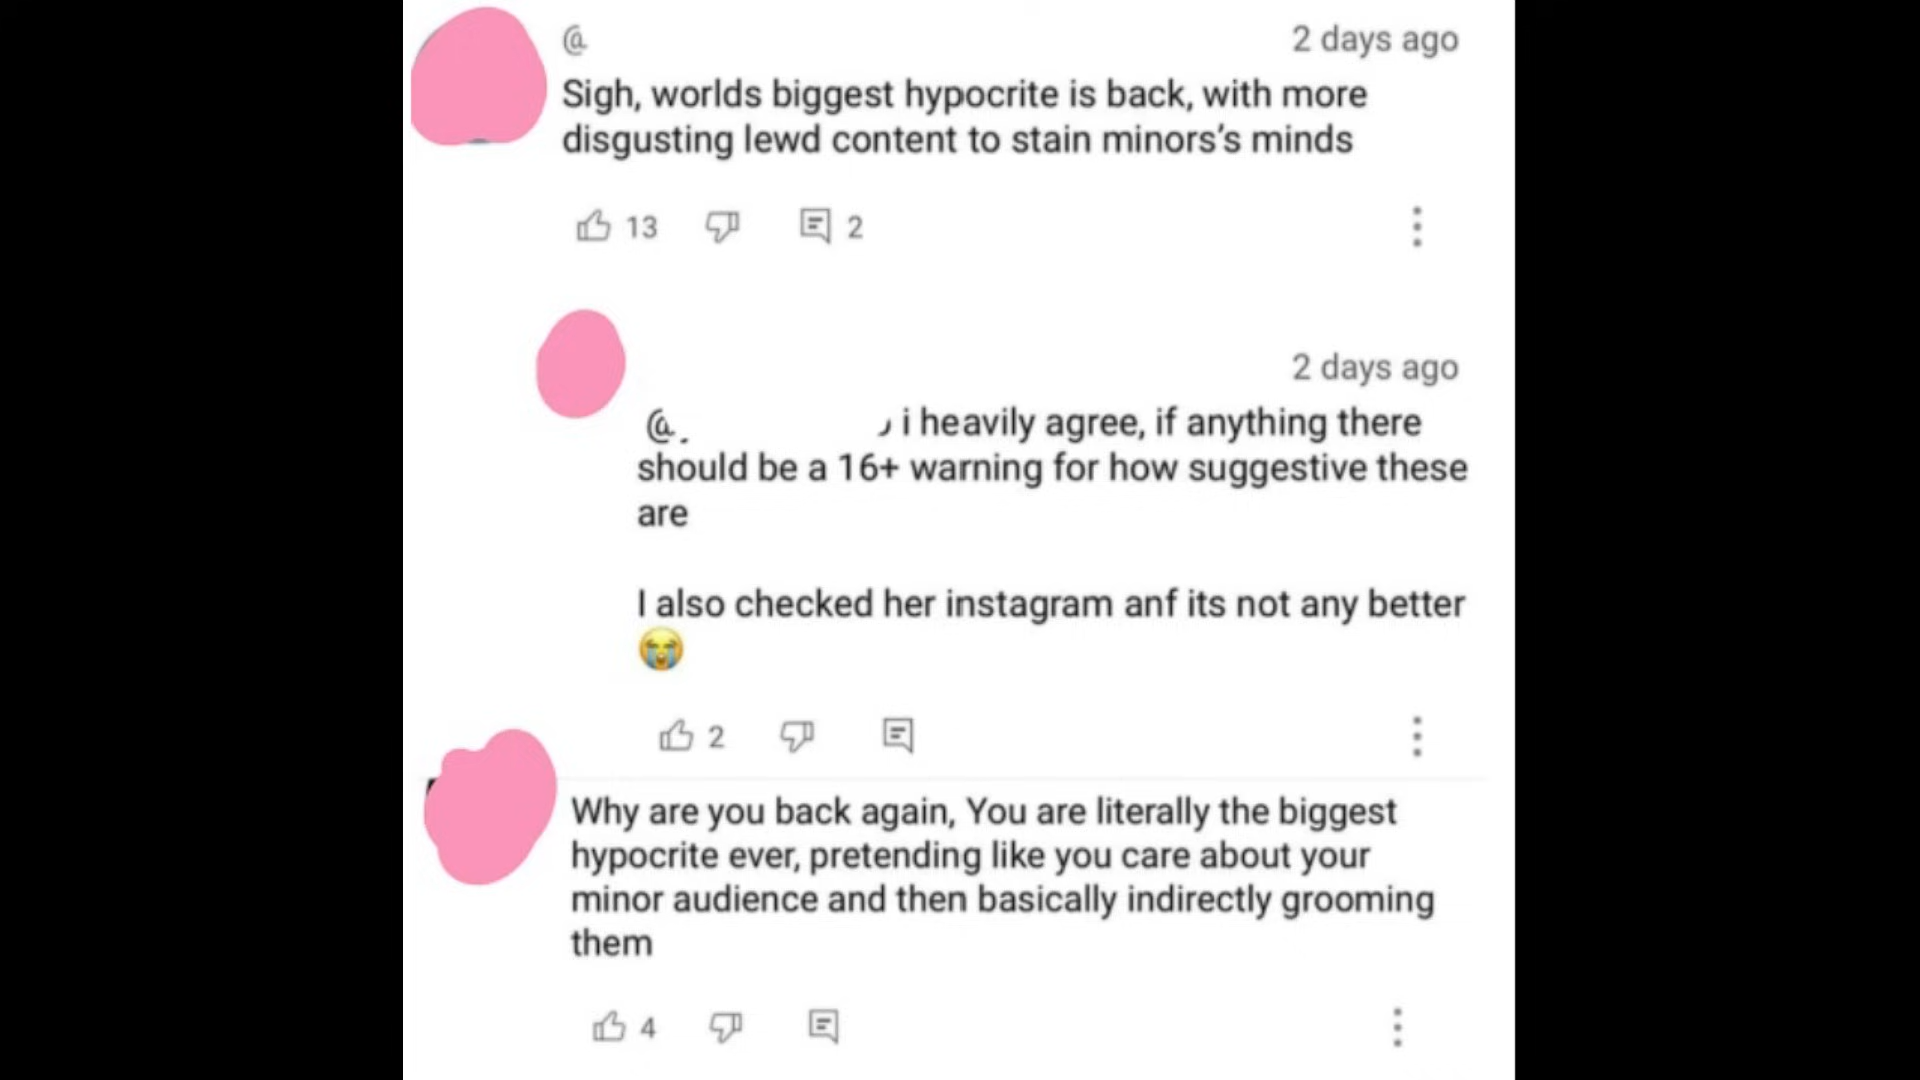 @
2 days ago
Sigh, worlds biggest hypocrite is back, with more
disgusting lewd content to stain minors’s minds
13
2
2 days ago
@
i heavily agree, if anything there
should be a 16+ warning for how suggestive these
are
I also checked her instagram anf its not any better
😭
2
Why are you back again, You are literally the biggest
hypocrite ever, pretending like you care about your
minor audience and then basically indirectly grooming
them
4